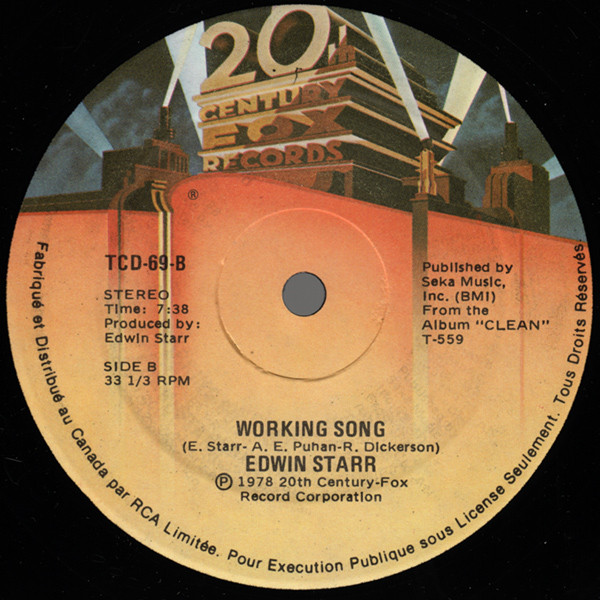 20th
CENTURY
FOX
RECORDS
®
TCD-69-B
STEREO
Time: 7:38
Produced by:
Edwin Starr
SIDE B
33 1/3 RPM
Published by
Seka Music,
Inc. (BMI)
From the
Album "CLEAN"
T-559
WORKING SONG
(E. Starr- A. E. Puhan-R. Dickerson)
EDWIN STARR
Ⓟ 1978 20th Century-Fox
Record Corporation
Fabriqué et Distribué au Canada par RCA Limitée. Pour Execution Publique sous License Seulement. Tous Droits Réservés.